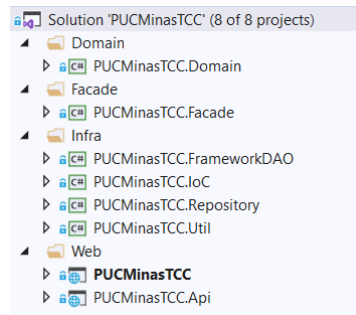 Solution 'PUCMinasTCC' (8 of 8 projects)
Domain
C# PUCMinasTCC.Domain
Facade
C# PUCMinasTCC.Facade
Infra
C# PUCMinasTCC.FrameworkDAO
C# PUCMinasTCC.IoC
C# PUCMinasTCC.Repository
C# PUCMinasTCC.Util
Web
PUCMinasTCC
PUCMinasTCC.Api